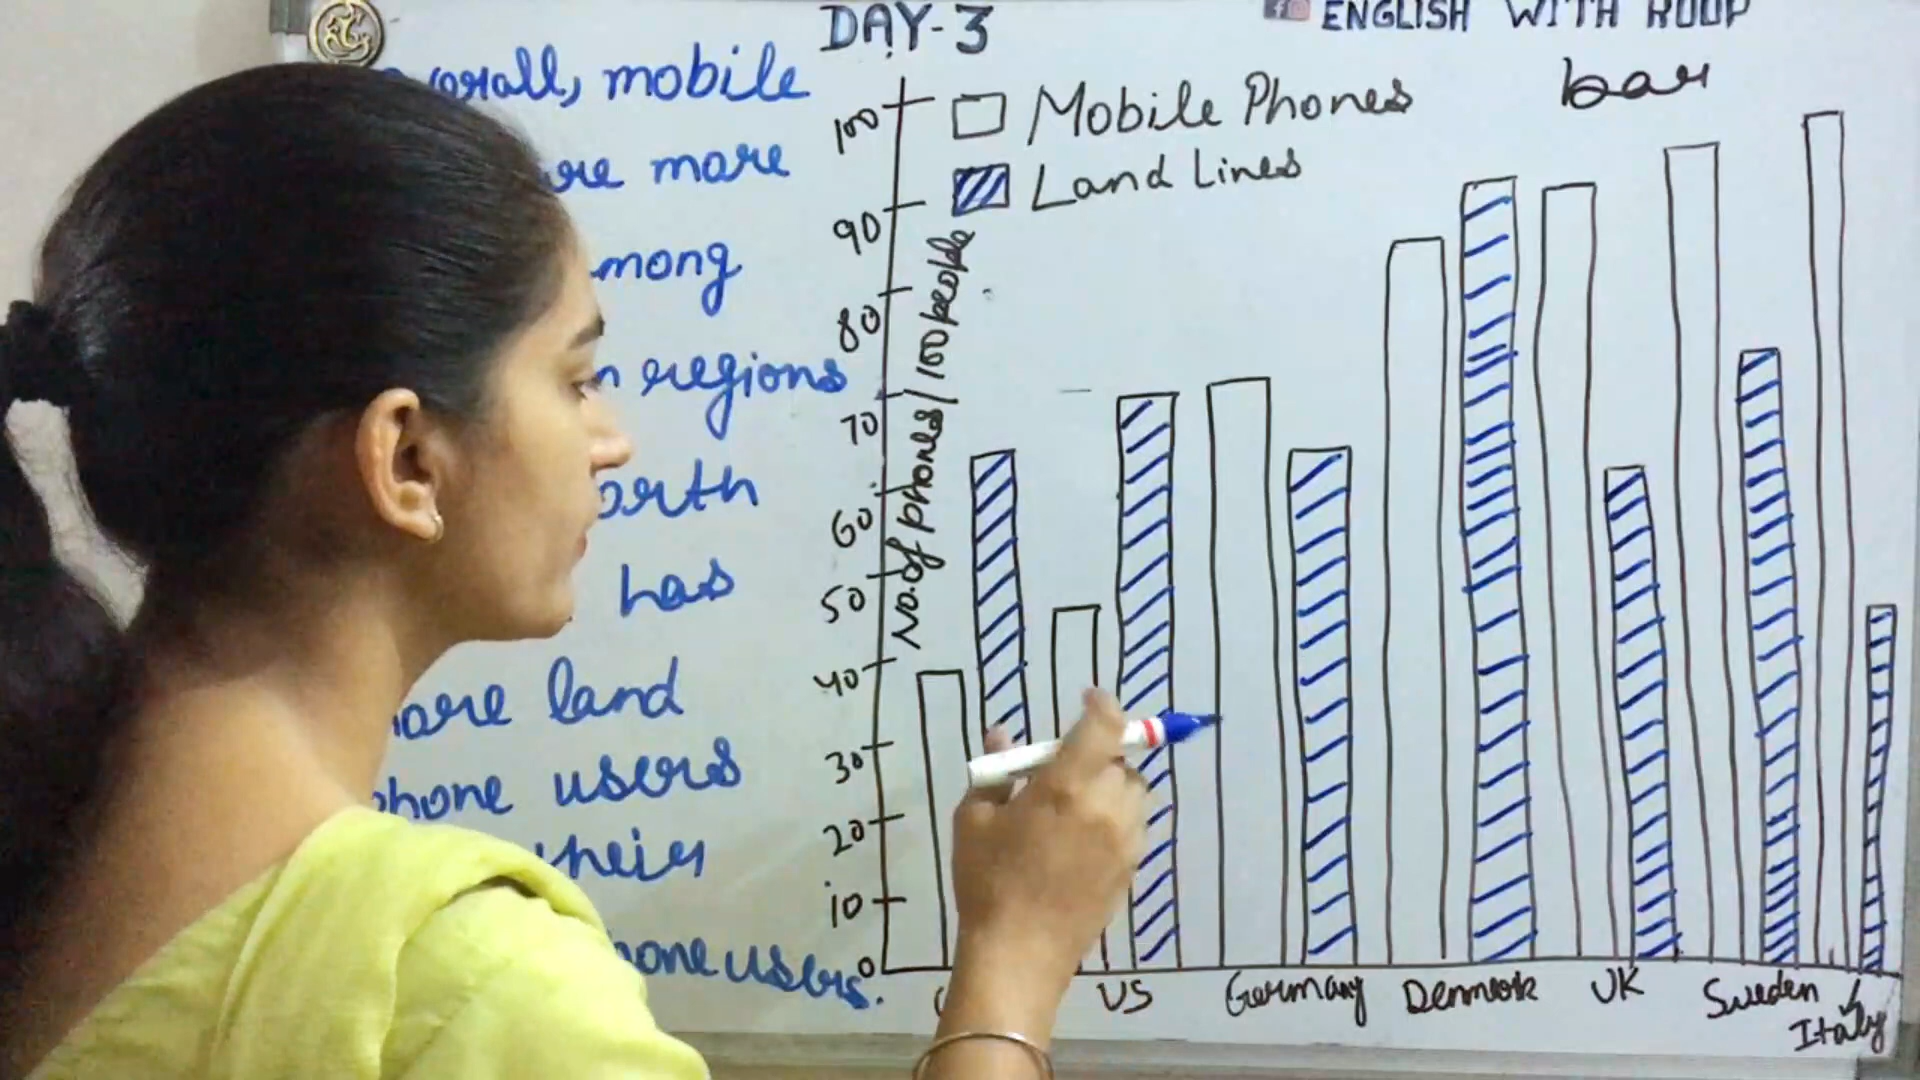 DAY-3
ENGLISH WITH ROOP
mobile
more
regions
has
land
phone users
users.
bar
Mobile Phones
Land Lines
No. of phones/100 people
100
90
80
70
60
50
40
30
20
10
0
US
Germany
Denmark
UK
Sweden
Italy